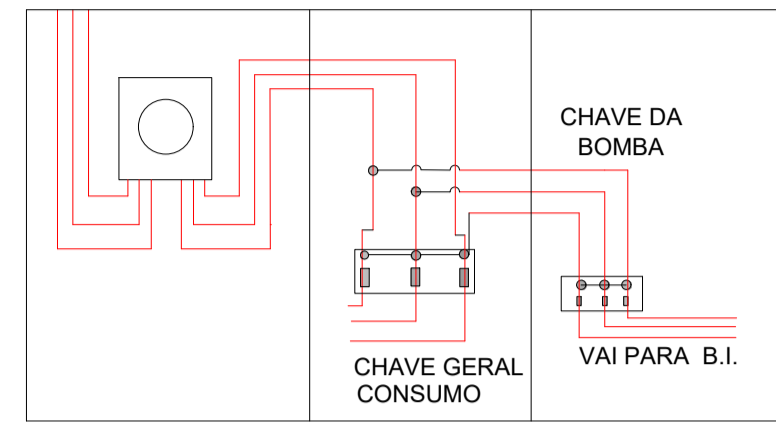 CHAVE DA
BOMBA
CHAVE GERAL
CONSUMO
VAI PARA B.I.